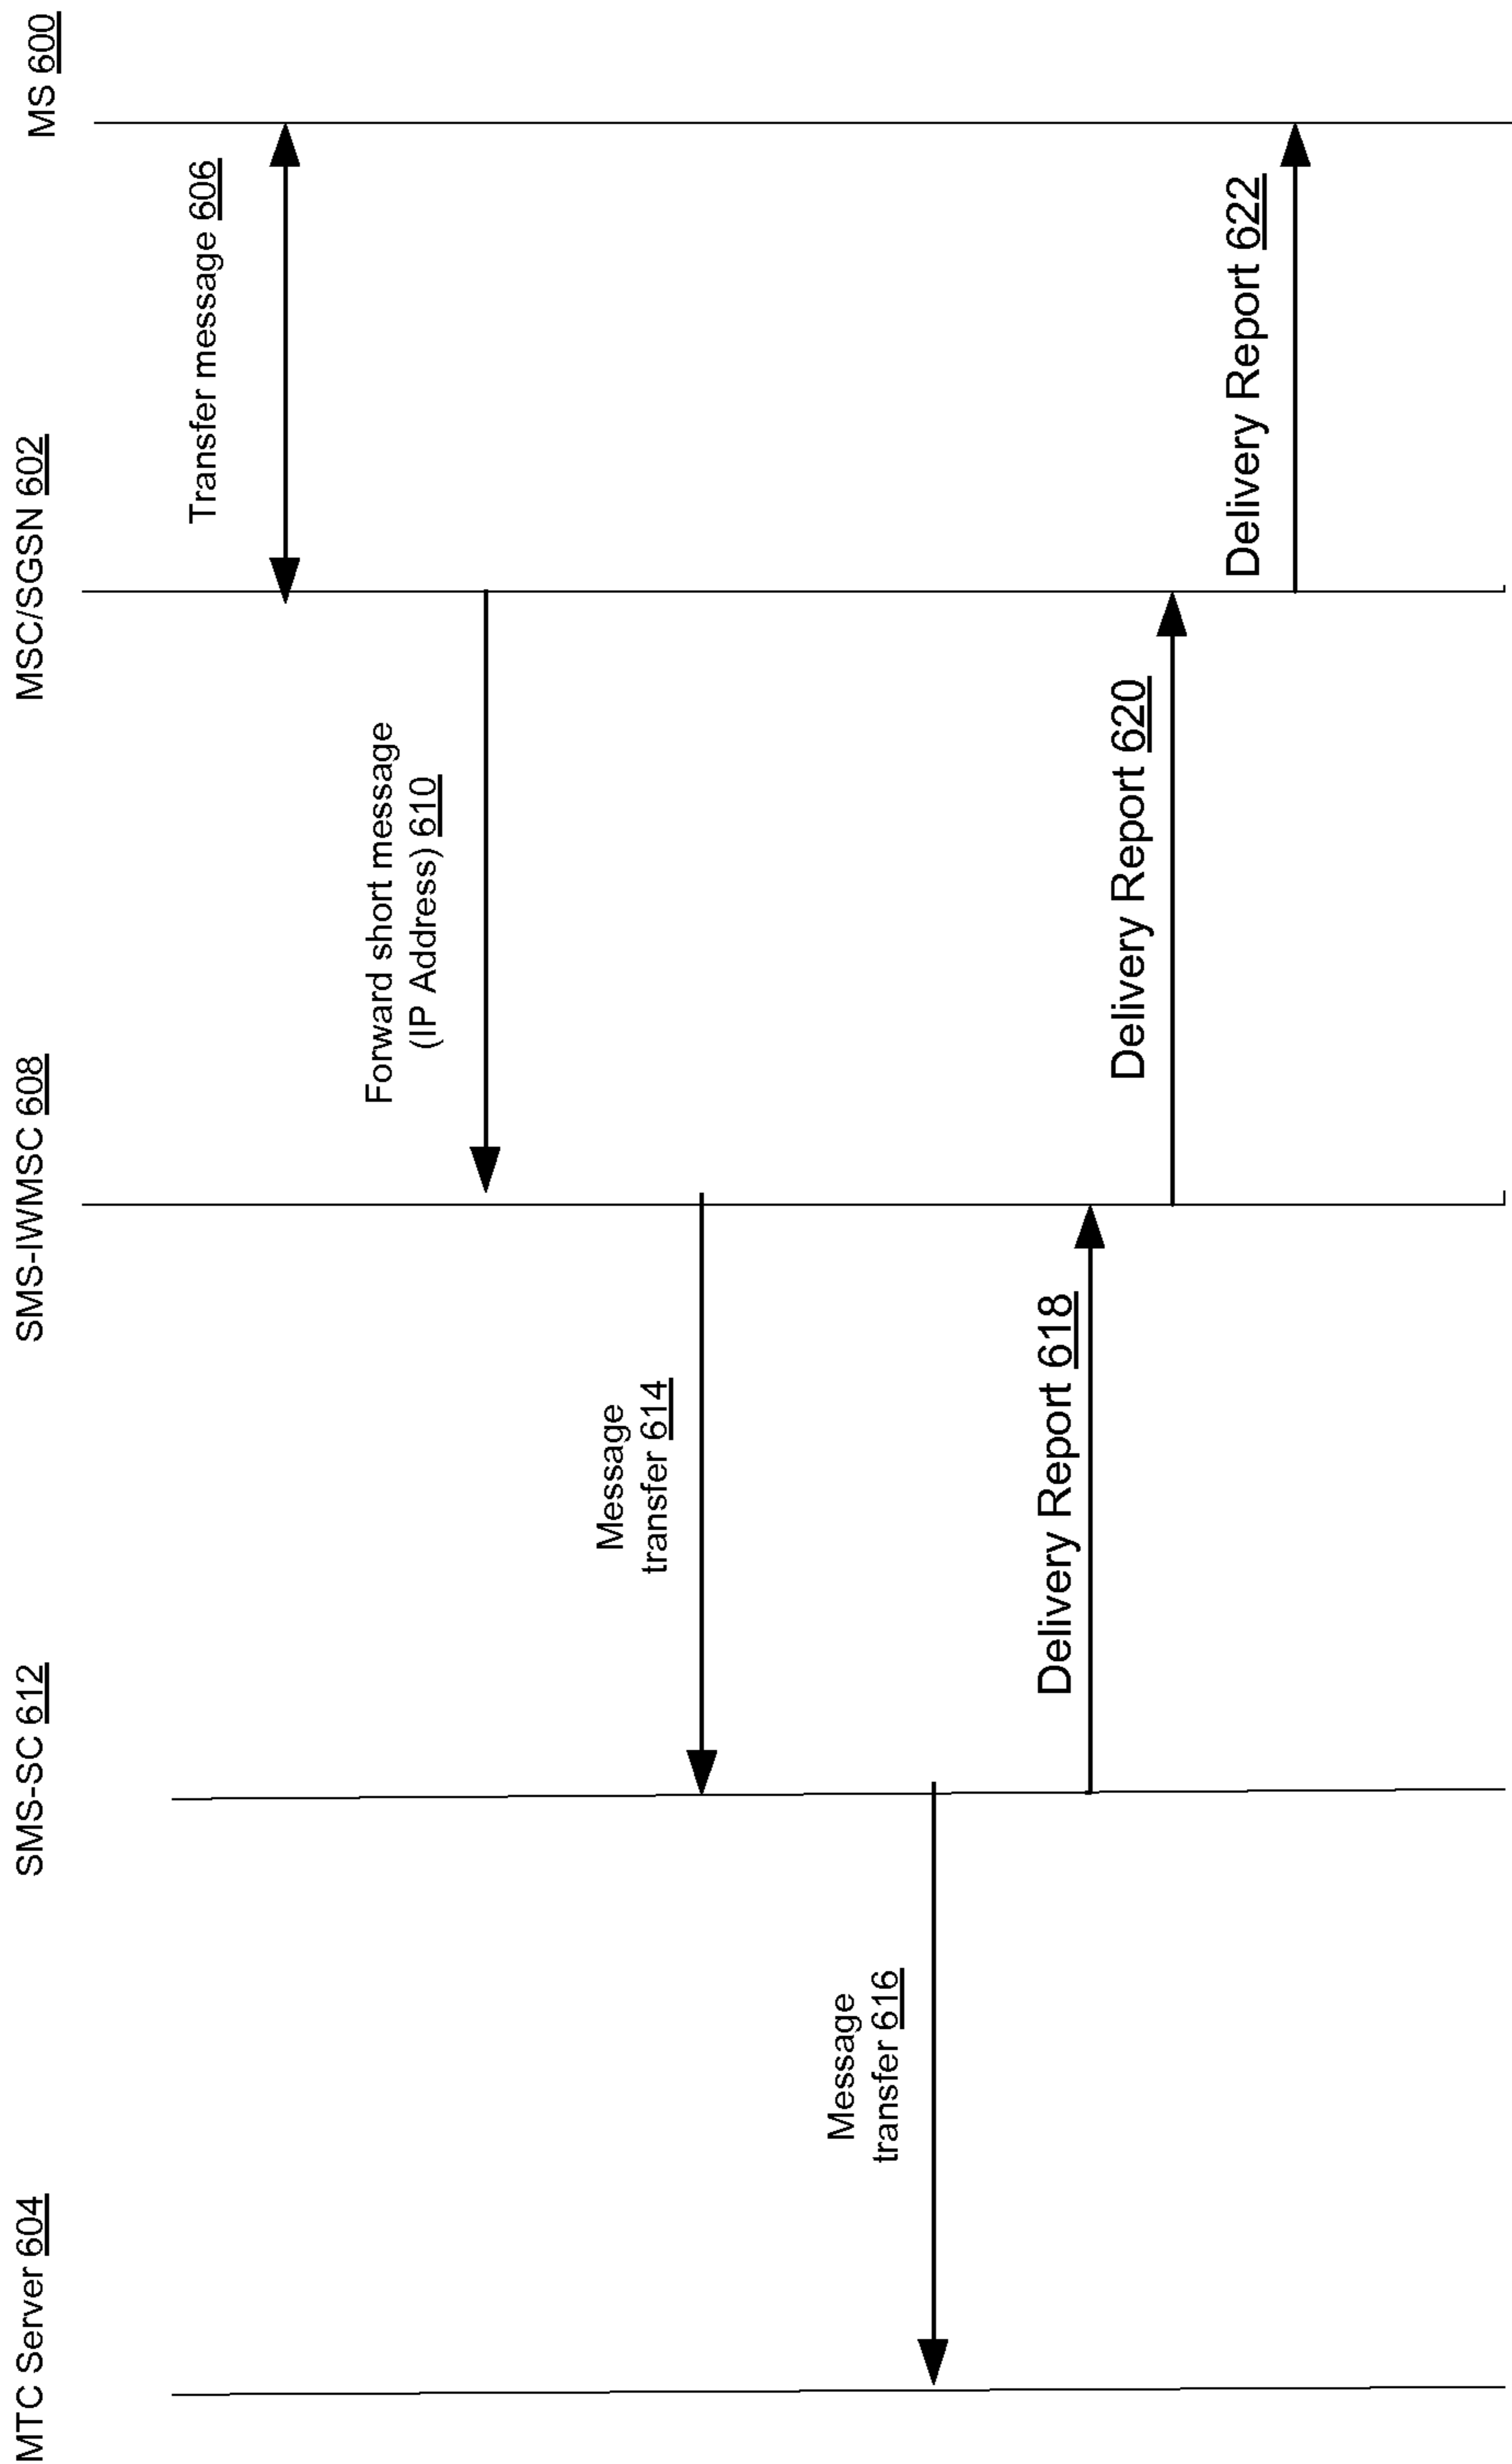 MTC Server 604
SMS-SC 612
SMS-IWMSC 608
MSC/SGSN 602
MS 600
Transfer message 606
Forward short message
(IP Address) 610
Message
transfer 614
Message
transfer 616
Delivery Report 618
Delivery Report 620
Delivery Report 622